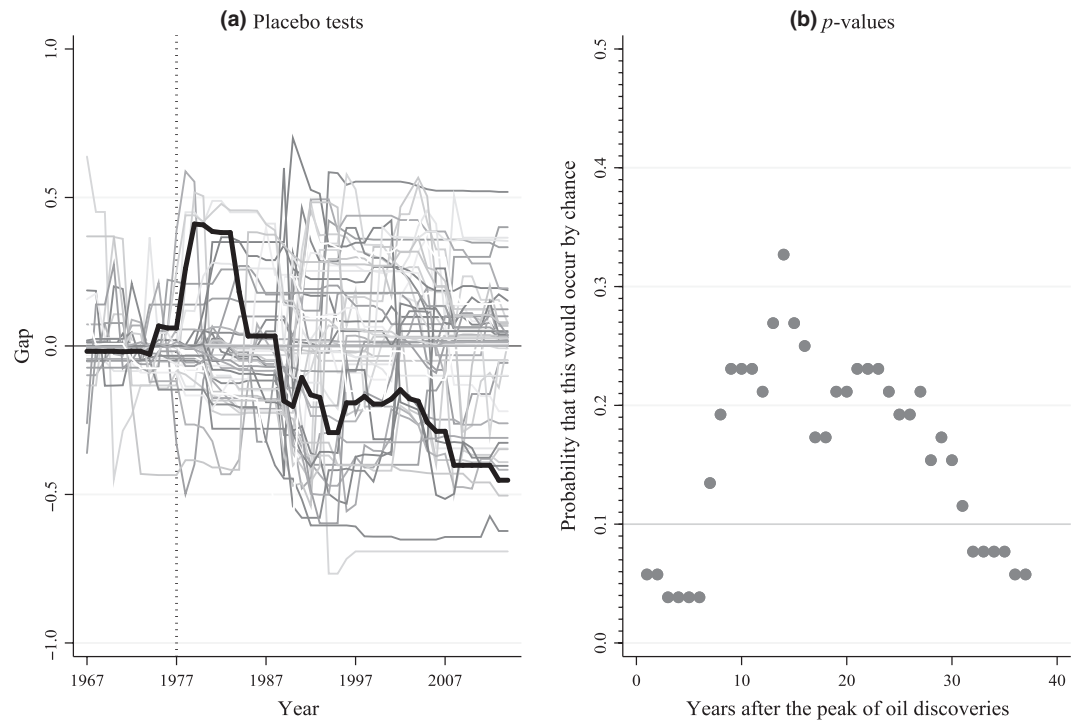 (a) Placebo tests
1.0
0.5
0.0
−0.5
−1.0
Gap
1967 1977 1987 1997 2007
Year
(b) p-values
0.5
0.4
0.3
0.2
0.1
0.0
Probability that this would occur by chance
0 10 20 30 40
Years after the peak of oil discoveries